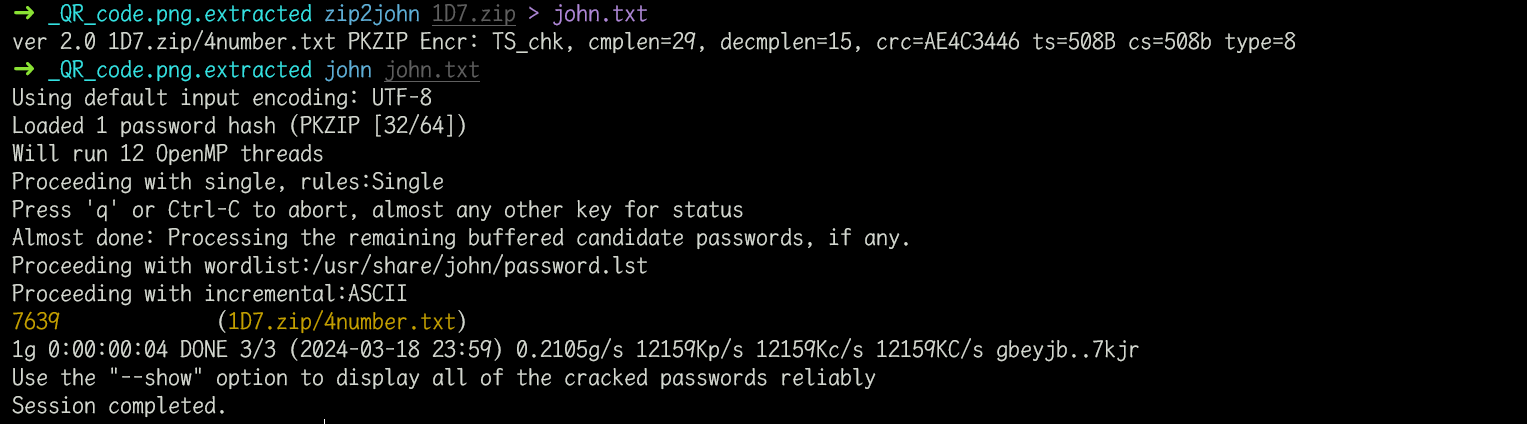 → _QR_code.png.extracted zip2john 1D7.zip > john.txt
ver 2.0 1D7.zip/4number.txt PKZIP Encr: TS_chk, cmplen=29, decmplen=15, crc=AE4C3446 ts=508B cs=508b type=8
→ _QR_code.png.extracted john john.txt
Using default input encoding: UTF-8
Loaded 1 password hash (PKZIP [32/64])
Will run 12 OpenMP threads
Proceeding with single, rules:Single
Press 'q' or Ctrl-C to abort, almost any other key for status
Almost done: Processing the remaining buffered candidate passwords, if any.
Proceeding with wordlist:/usr/share/john/password.lst
Proceeding with incremental:ASCII
7639             (1D7.zip/4number.txt)
1g 0:00:00:04 DONE 3/3 (2024-03-18 23:59) 0.2105g/s 12159Kp/s 12159Kc/s 12159KC/s gbeyjb..7kjr
Use the "--show" option to display all of the cracked passwords reliably
Session completed.